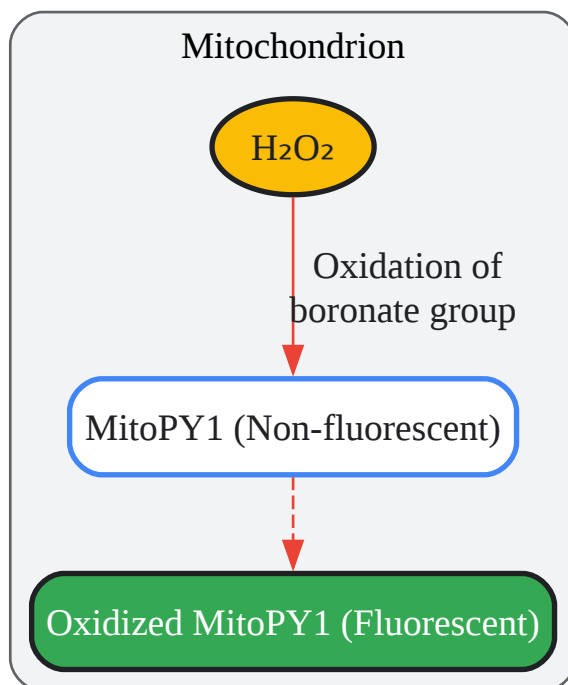 Mitochondrion
H₂O₂
Oxidation of
boronate group
MitoPY1 (Non-fluorescent)
Oxidized MitoPY1 (Fluorescent)